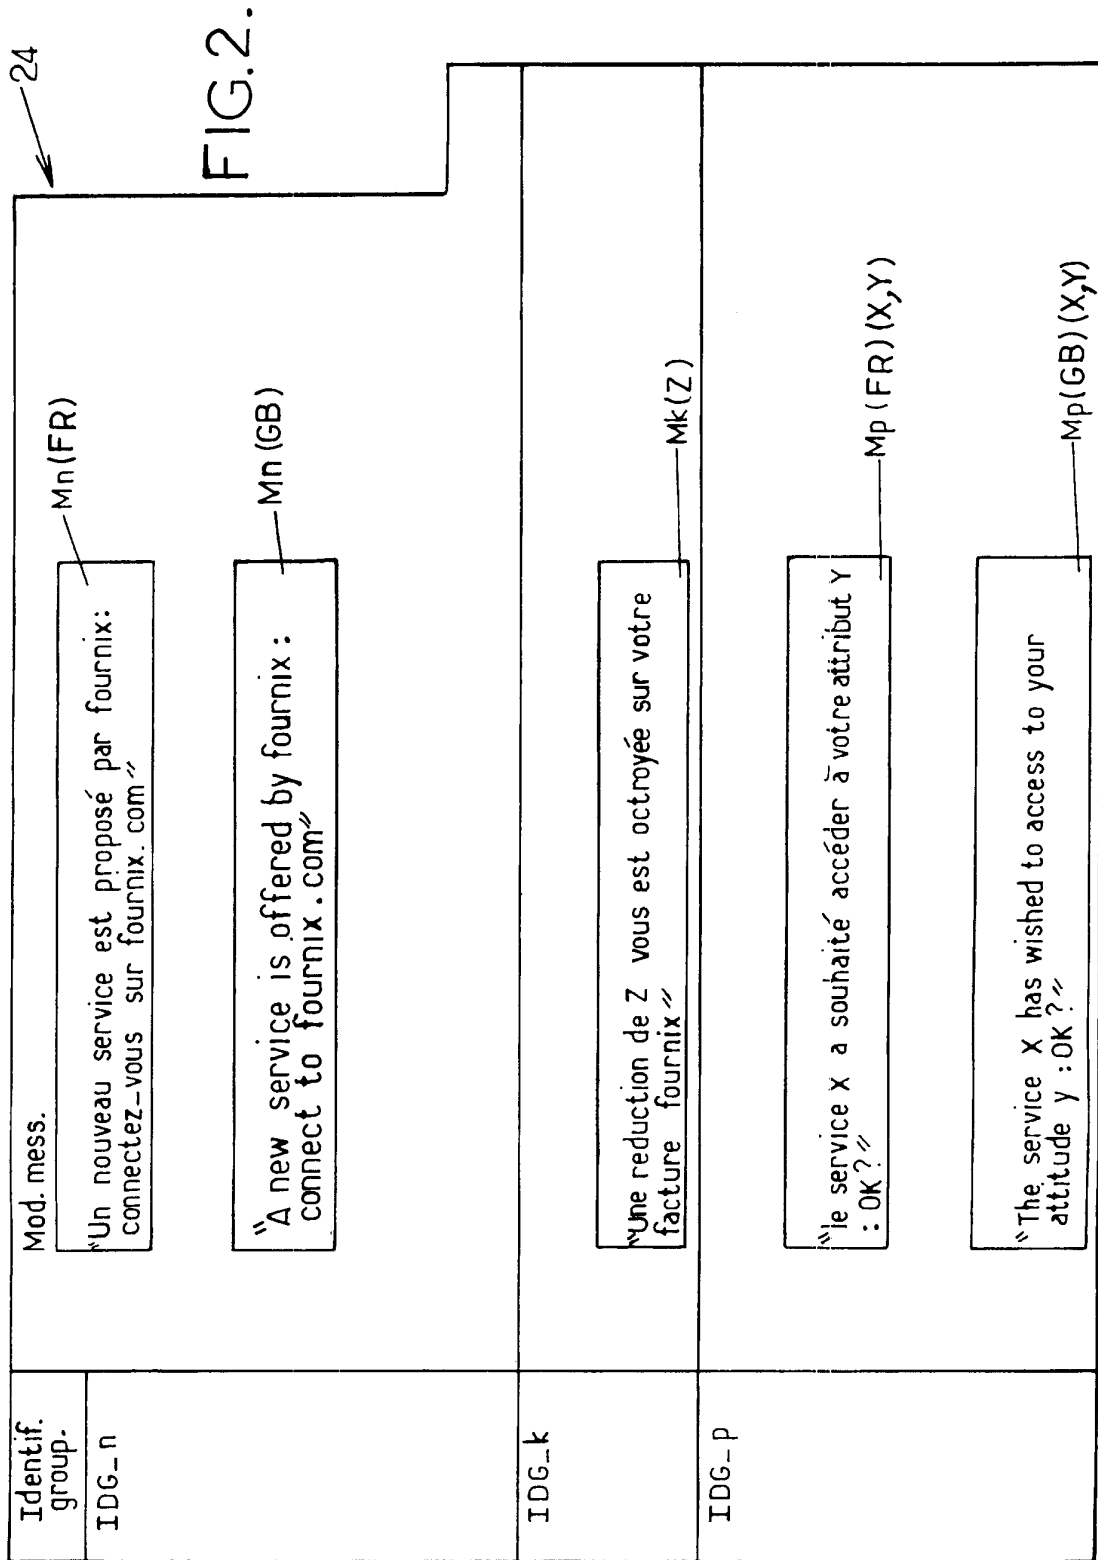 24
FIG.2.
Identif.
group.
Mod. mess.
IDG_n
"Un nouveau service est proposé par fournix:
connectez_vous sur fournix.com"
Mn(FR)
"A new service is offered by fournix:
connect to fournix.com"
Mn(GB)
IDG_k
"Une reduction de Z vous est octroyée sur votre
facture fournix"
Mk(Z)
IDG_p
"le service X a souhaité accéder à votre attribut Y
: OK?"
Mp(FR)(X,Y)
"The service X has wished to access to your
attitude y :OK?"
Mp(GB)(X,Y)